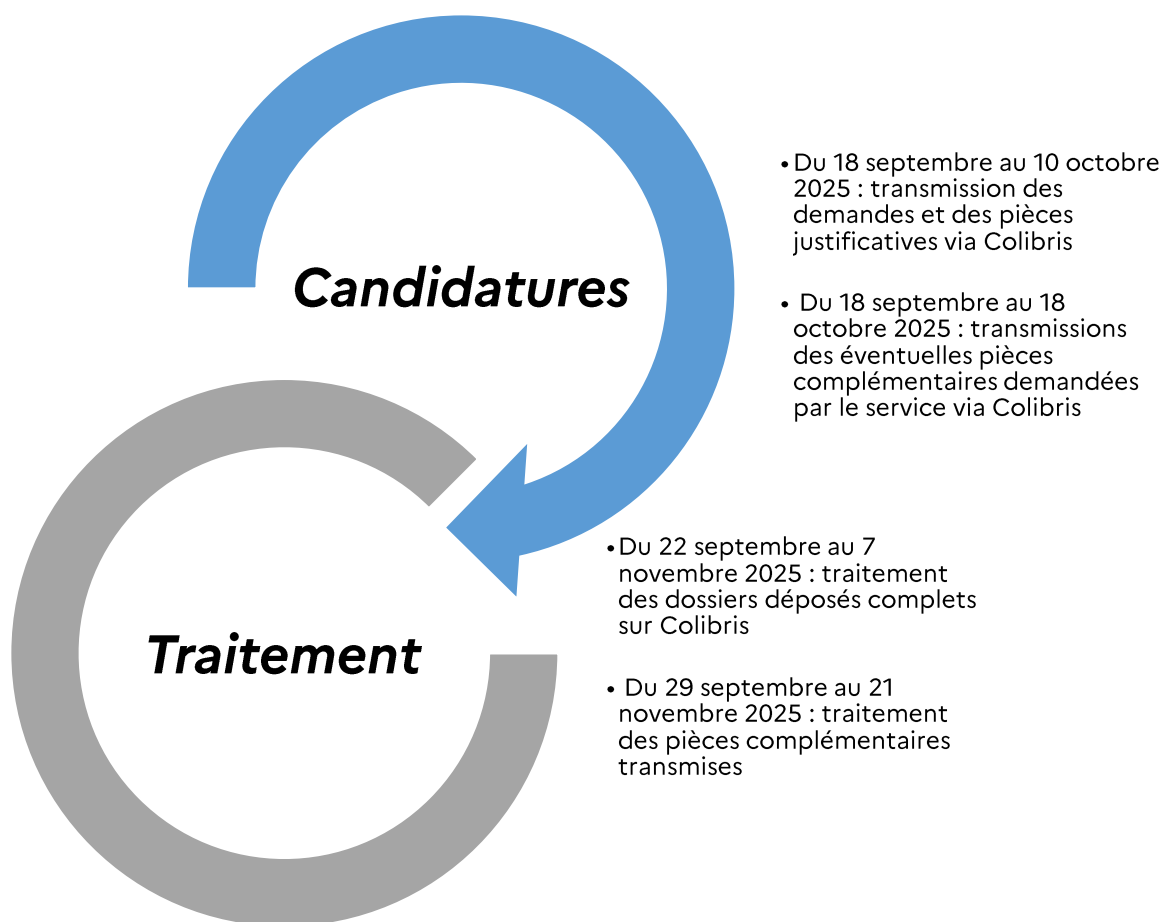 •Du 18 septembre au 10 octobre
2025 : transmission des
demandes et des pièces
justificatives via Colibris
• Du 18 septembre au 18
octobre 2025 : transmissions
des éventuelles pièces
complémentaires demandées
par le service via Colibris
Candidatures
•Du 22 septembre au 7
novembre 2025 : traitement
des dossiers déposés complets
sur Colibris
• Du 29 septembre au 21
novembre 2025 : traitement
des pièces complémentaires
transmises
Traitement